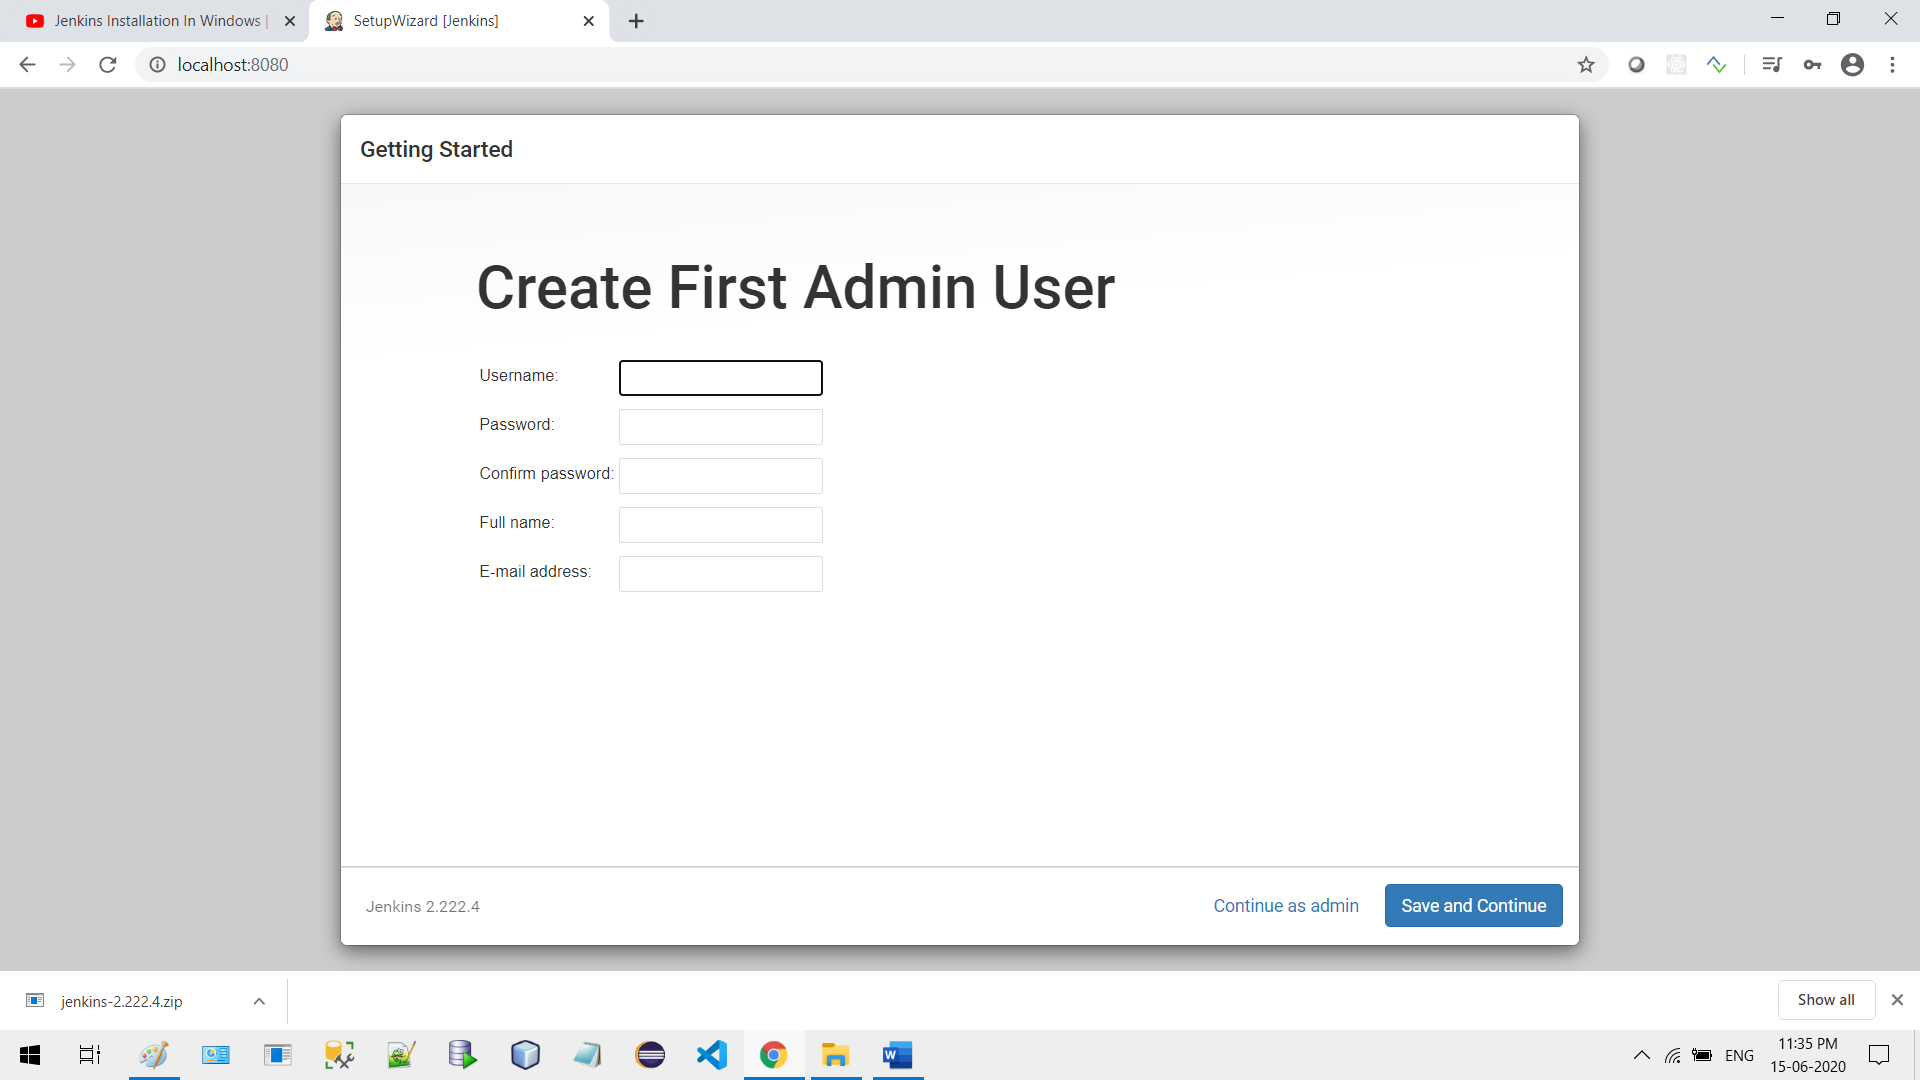 Jenkins Installation In Windows |
SetupWizard [Jenkins]
localhost:8080
Getting Started
Create First Admin User
Username:
Password:
Confirm password:
Full name:
E-mail address:
Jenkins 2.222.4
Continue as admin
Save and Continue
jenkins-2.222.4.zip
Show all
ENG
11:35 PM
15-06-2020